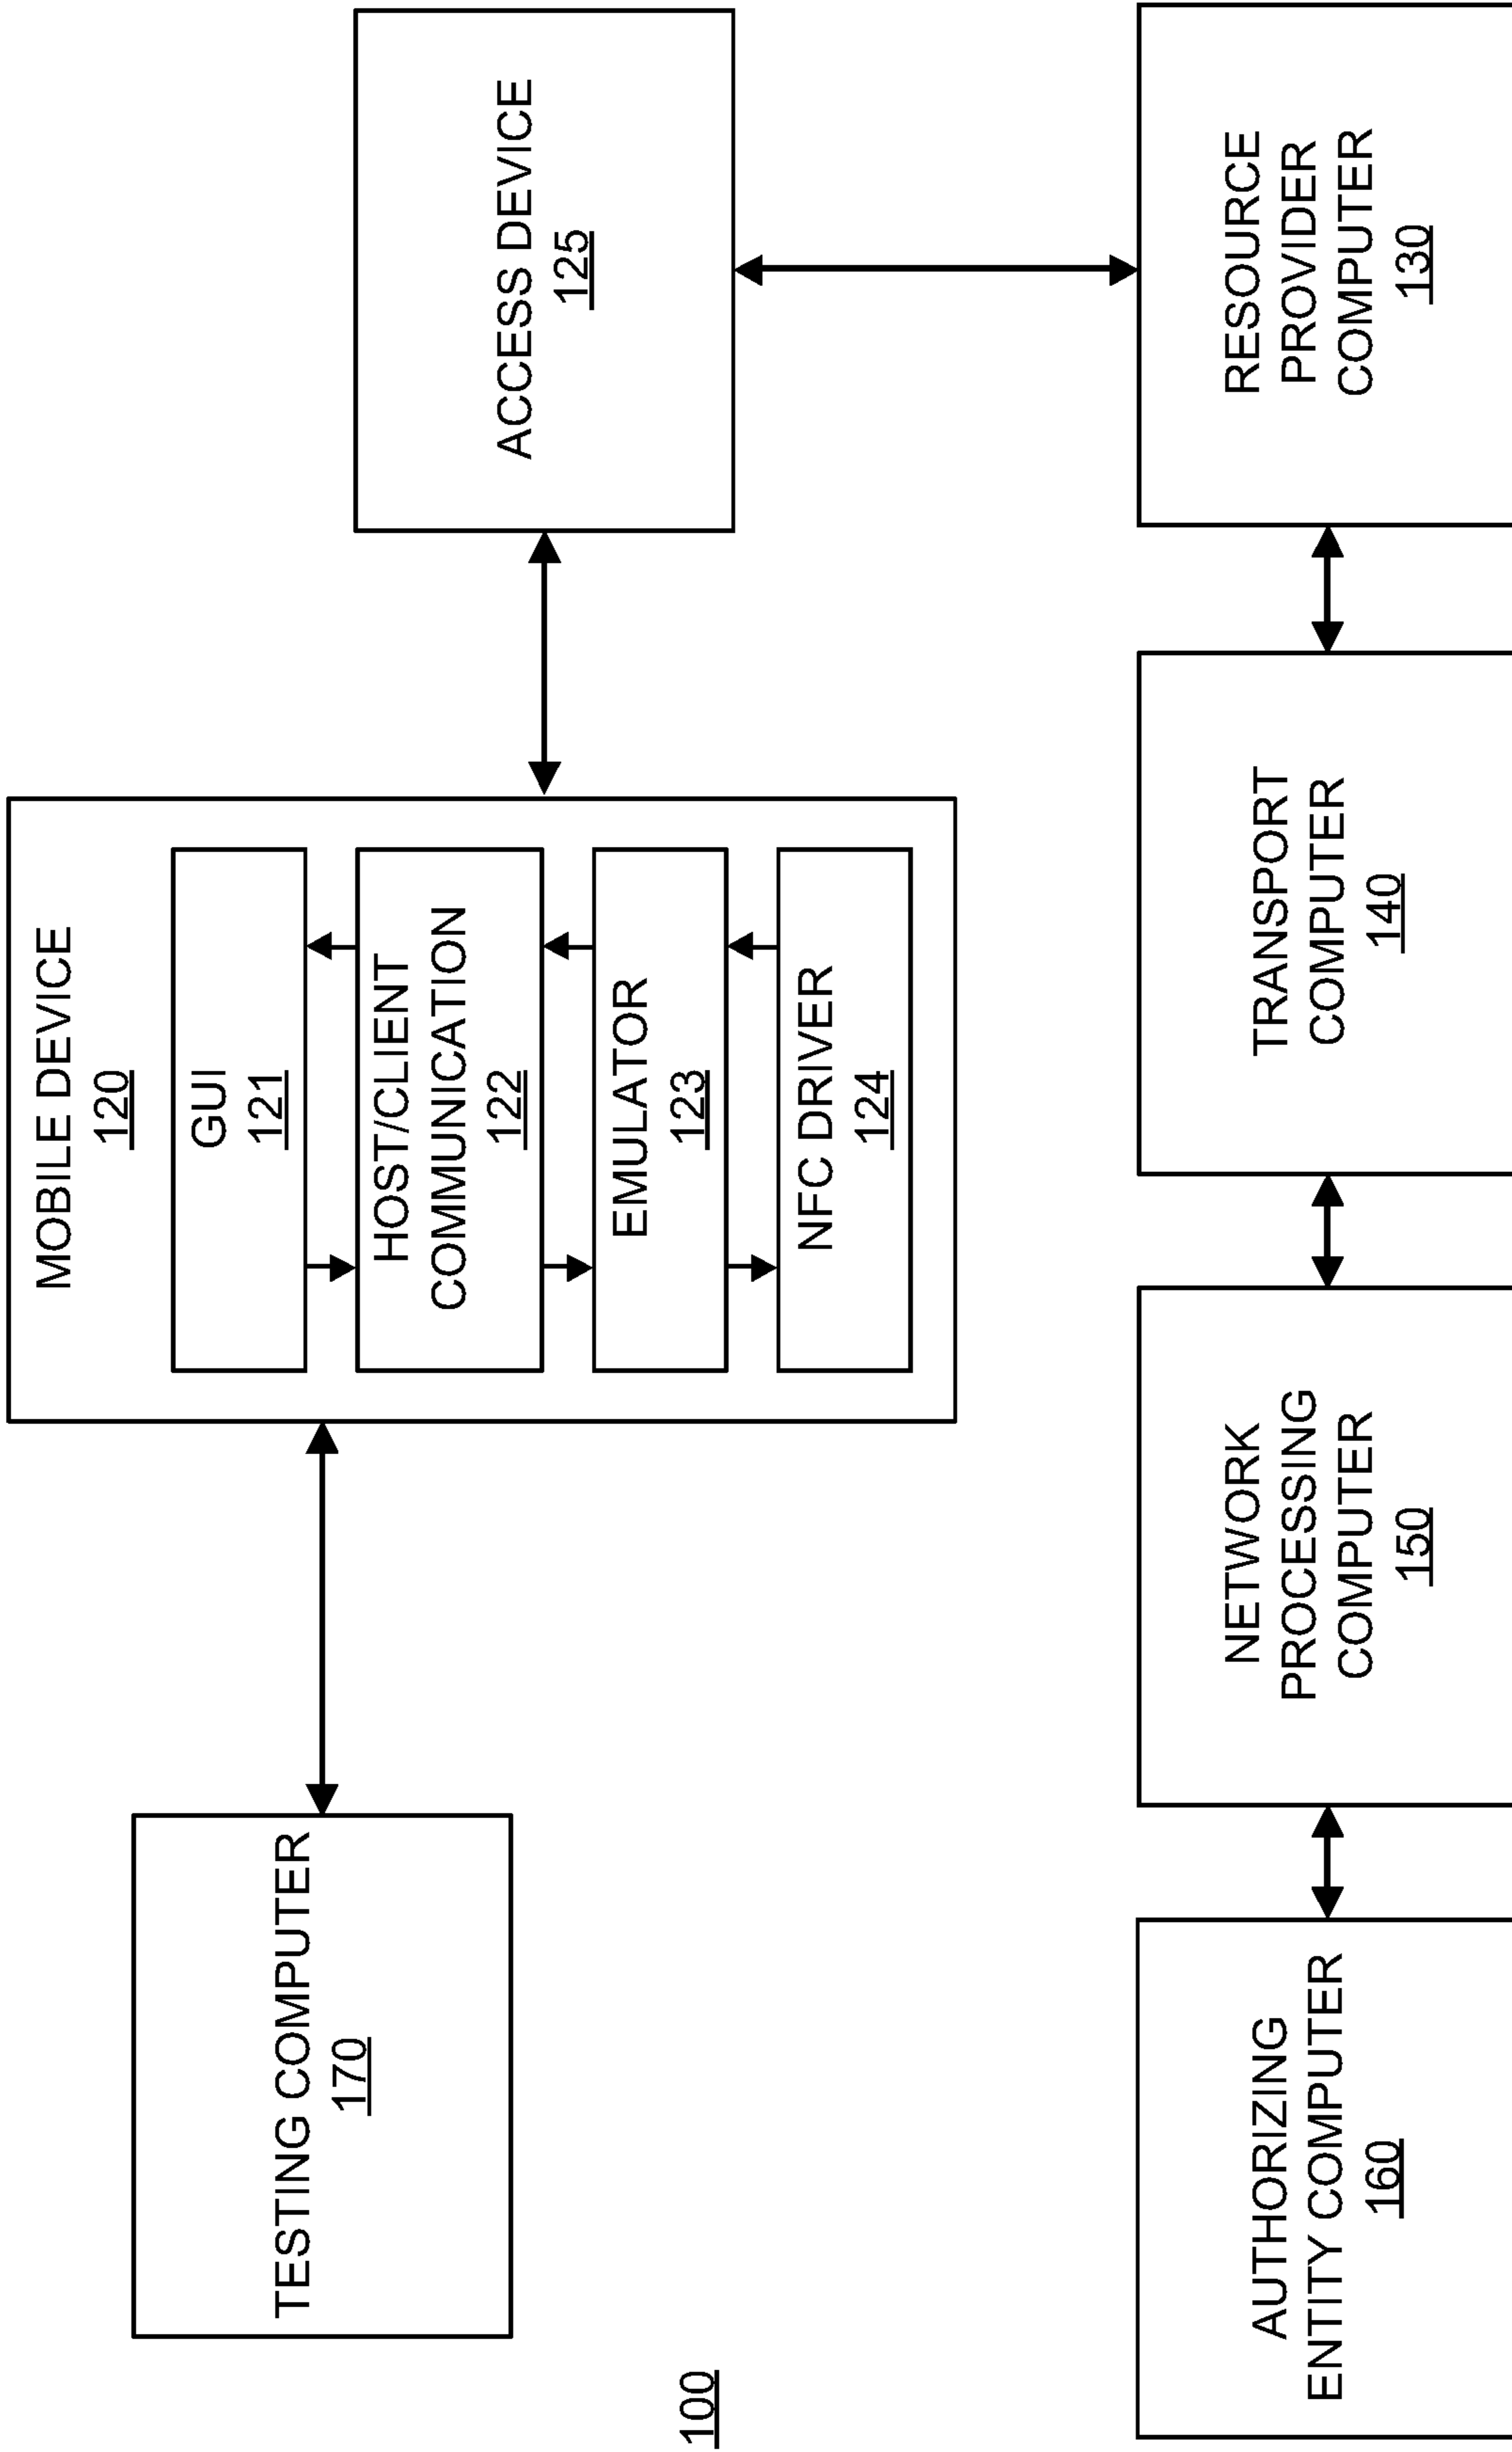 TESTING COMPUTER
170
MOBILE DEVICE
120
GUI
121
HOST/CLIENT
COMMUNICATION
122
EMULATOR
123
NFC DRIVER
124
ACCESS DEVICE
125
100
AUTHORIZING
ENTITY COMPUTER
160
NETWORK
PROCESSING
COMPUTER
150
TRANSPORT
COMPUTER
140
RESOURCE
PROVIDER
COMPUTER
130